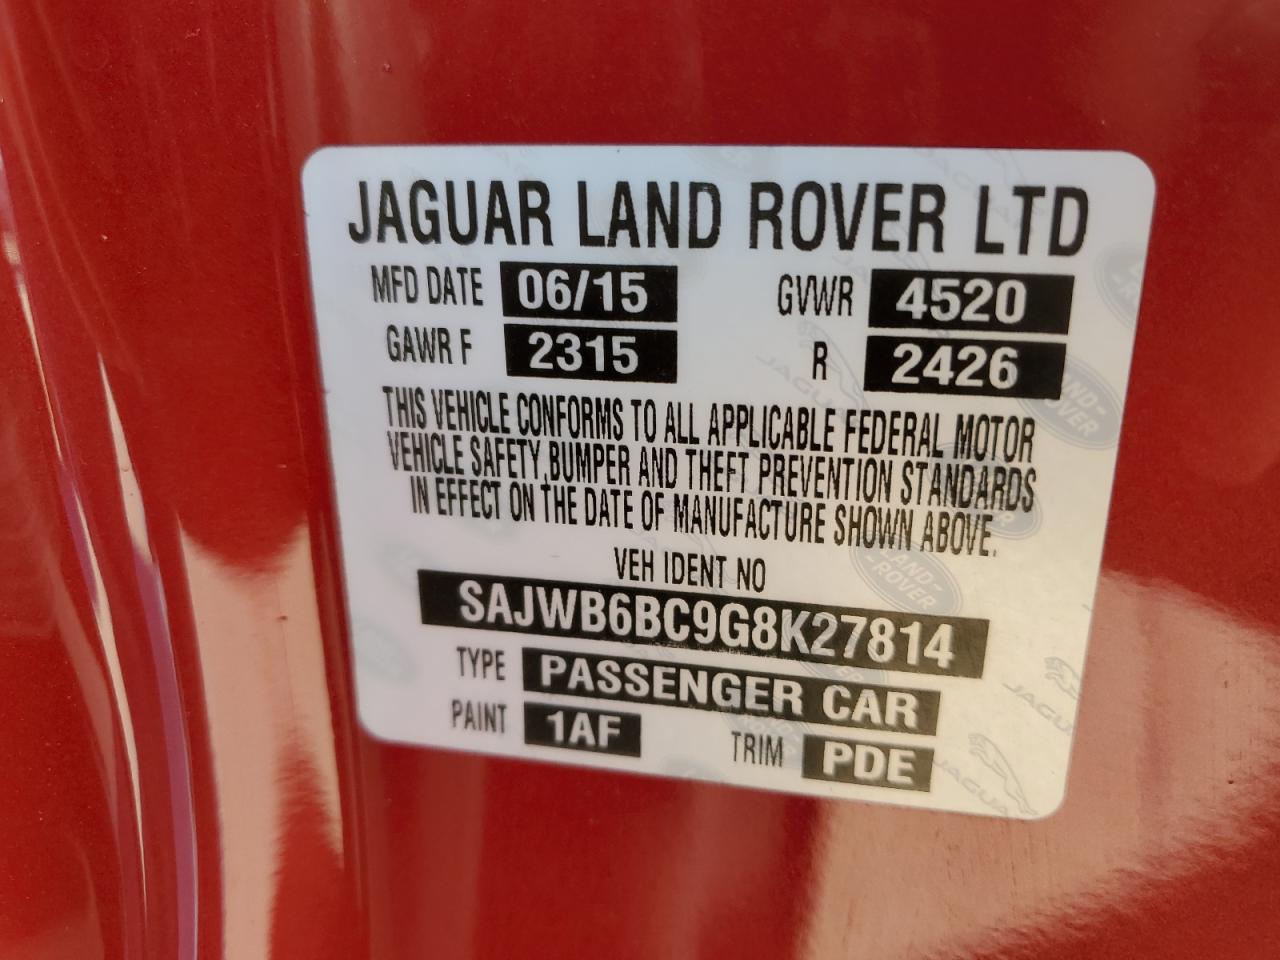 JAGUAR LAND ROVER LTD
MFD DATE 06/15 GVWR 4520
GAWR F 2315 R 2426
THIS VEHICLE CONFORMS TO ALL APPLICABLE FEDERAL MOTOR
VEHICLE SAFETY,BUMPER AND THEFT PREVENTION STANDARDS
IN EFFECT ON THE DATE OF MANUFACTURE SHOWN ABOVE.
VEH IDENT NO
SAJWB6BC9G8K27814
TYPE PASSENGER CAR
PAINT 1AF TRIM PDE